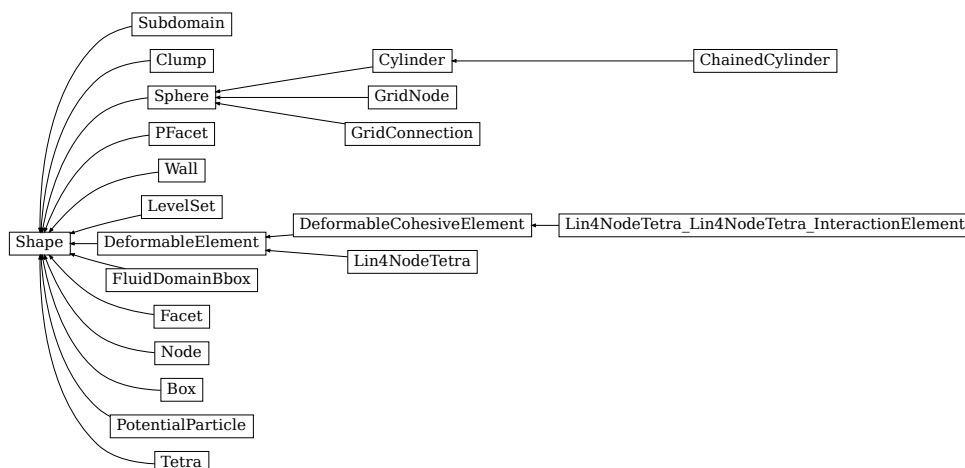 Subdomain
Clump
Cylinder
ChainedCylinder
Sphere
GridNode
GridConnection
PFacet
Wall
LevelSet
DeformableCohesiveElement
Lin4NodeTetra_Lin4NodeTetra_InteractionElement
Shape
DeformableElement
Lin4NodeTetra
FluidDomainBbox
Facet
Node
Box
PotentialParticle
Tetra